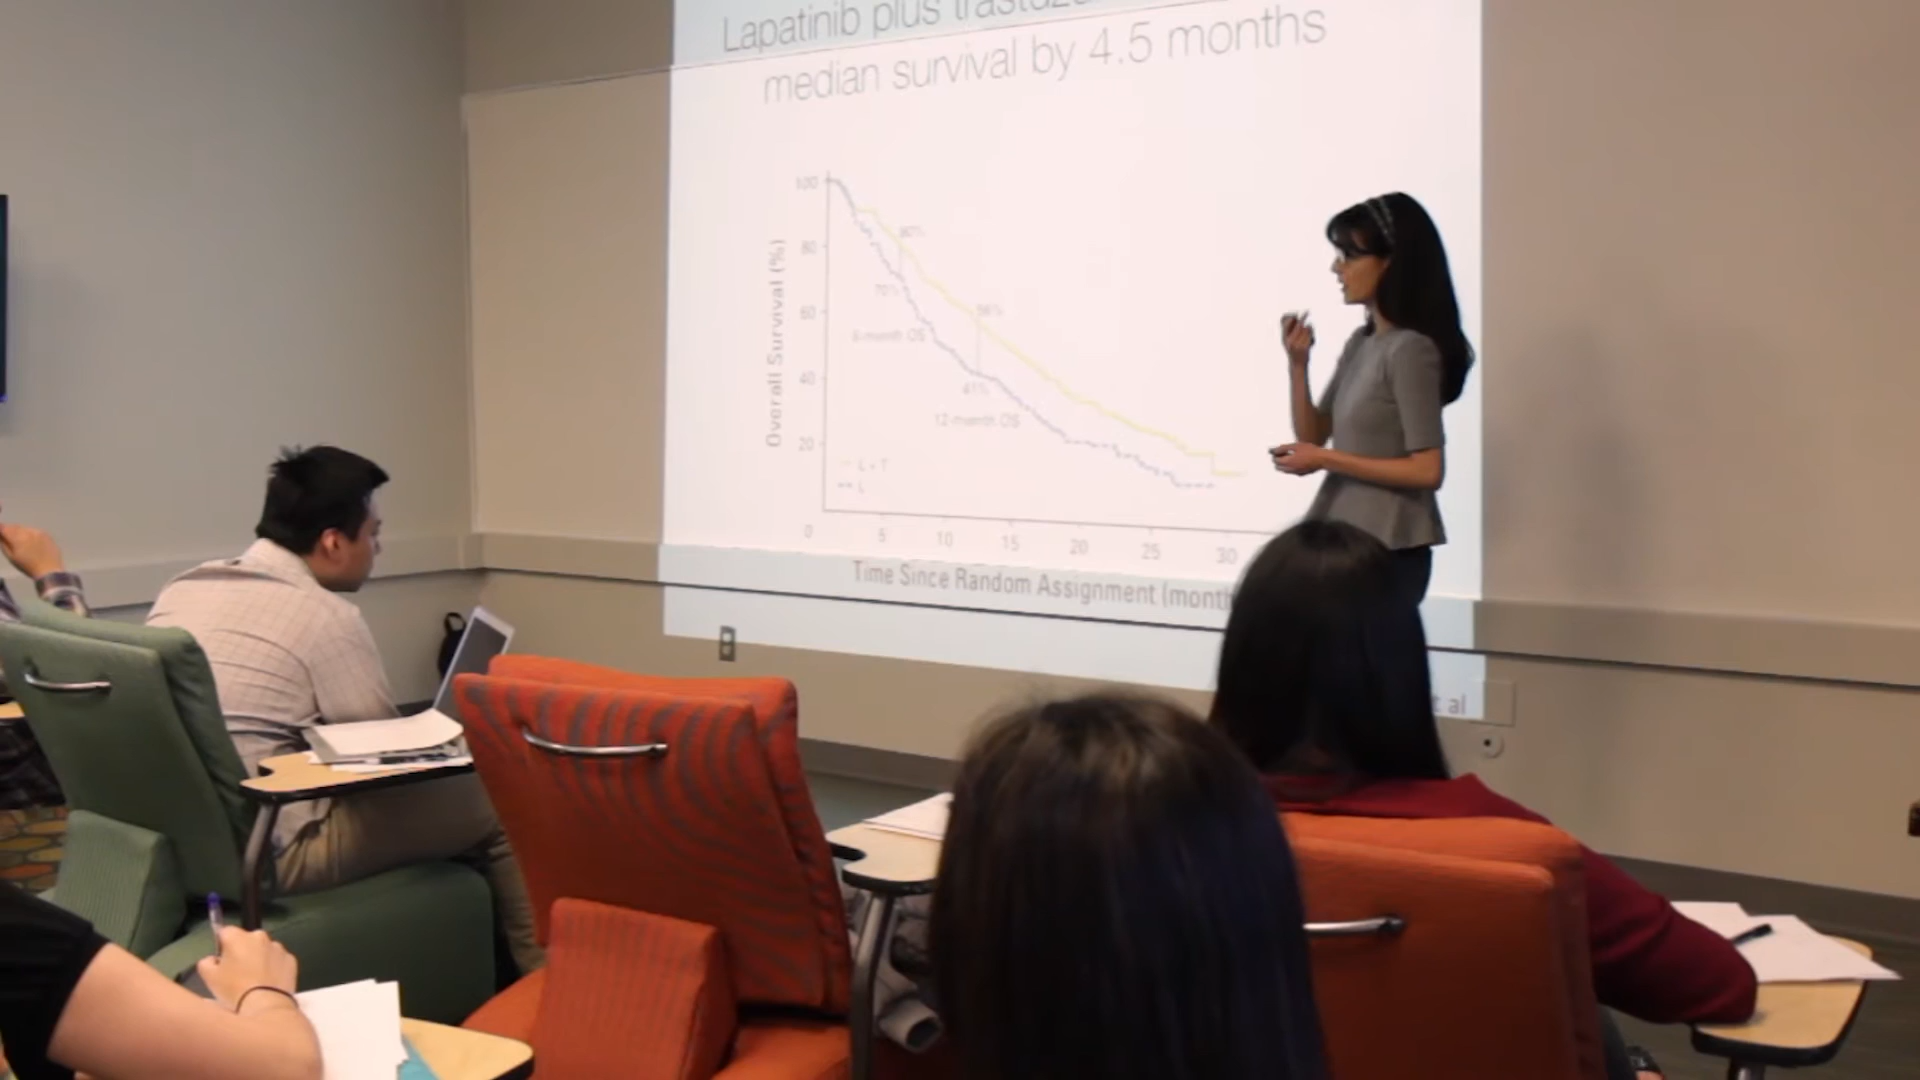 Lapatinib plus
median survival by 4.5 months
100
80
60
40
20
0
Overall Survival (%)
80%
70%
6-month OS
56%
41%
12-month OS
L + T
L
5 10 15 20 25 30
Time Since Random Assignment
al